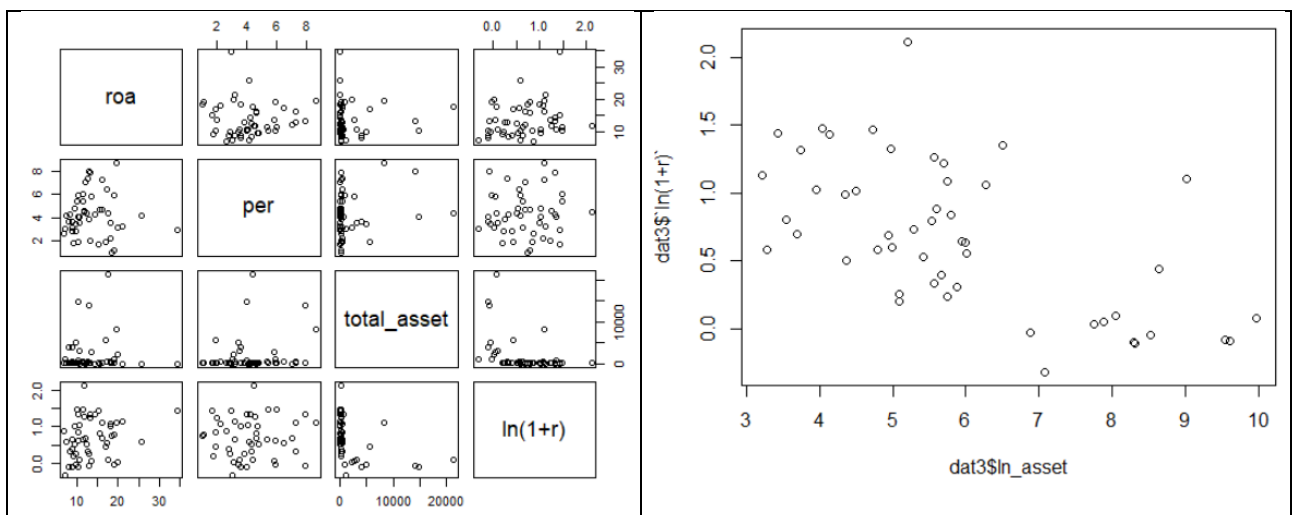 2 4 6 8
0.0 1.0 2.0
roa
10 20 30
2 4 6 8
per
total_asset
0 10000
0.0 1.0 2.0
ln(1+r)
10 20 30
0 10000 20000
dat3$`ln(1+r)`
2.0
1.5
1.0
0.5
0.0
3 4 5 6 7 8 9 10
dat3$ln_asset